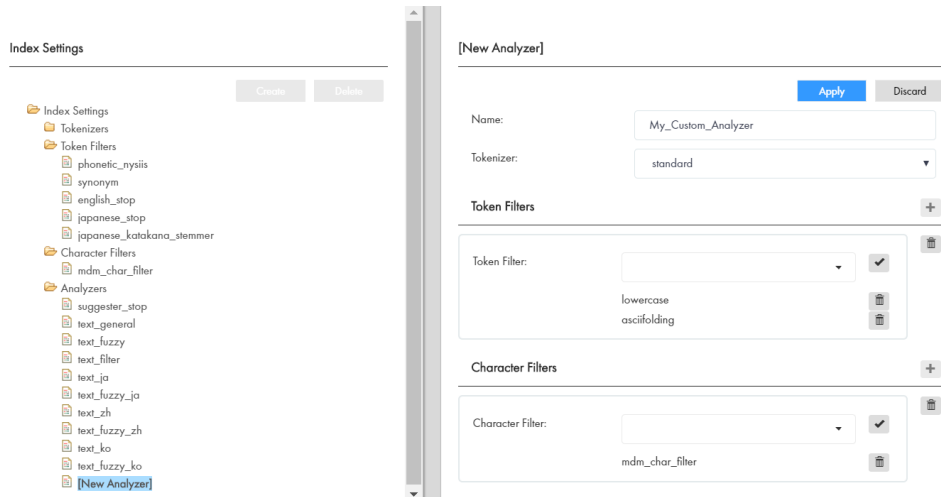 Index Settings
Create
Delete
Index Settings
Tokenizers
Token Filters
phonetic_nysiis
synonym
english_stop
japanese_stop
japanese_katakana_stemmer
Character Filters
mdm_char_filter
Analyzers
suggester_stop
text_general
text_fuzzy
text_filter
text_ja
text_fuzzy_ja
text_zh
text_fuzzy_zh
text_ko
text_fuzzy_ko
[New Analyzer]
[New Analyzer]
Apply
Discard
Name:
My_Custom_Analyzer
Tokenizer:
standard
Token Filters
Token Filter:
lowercase
asciifolding
Character Filters
Character Filter:
mdm_char_filter